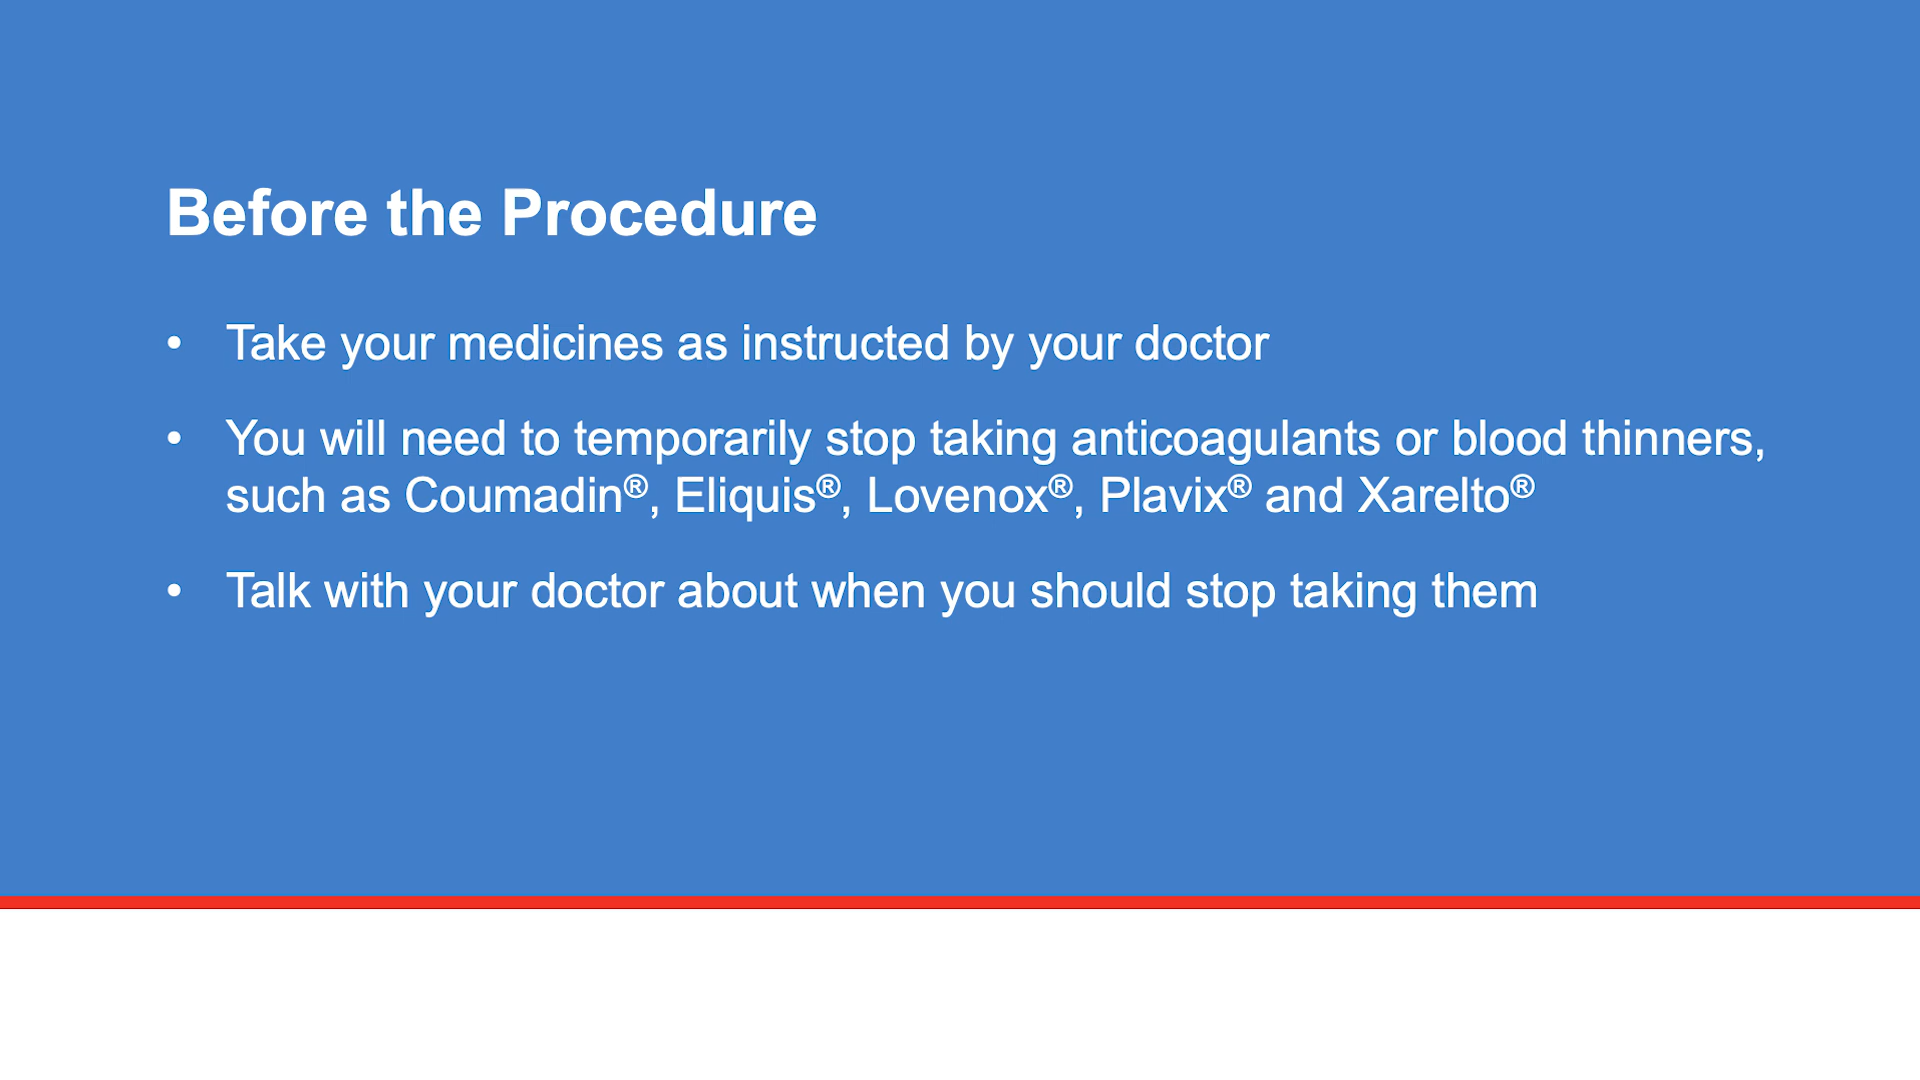 Before the Procedure
• Take your medicines as instructed by your doctor
• You will need to temporarily stop taking anticoagulants or blood thinners,
such as Coumadin®, Eliquis®, Lovenox®, Plavix® and Xarelto®
• Talk with your doctor about when you should stop taking them